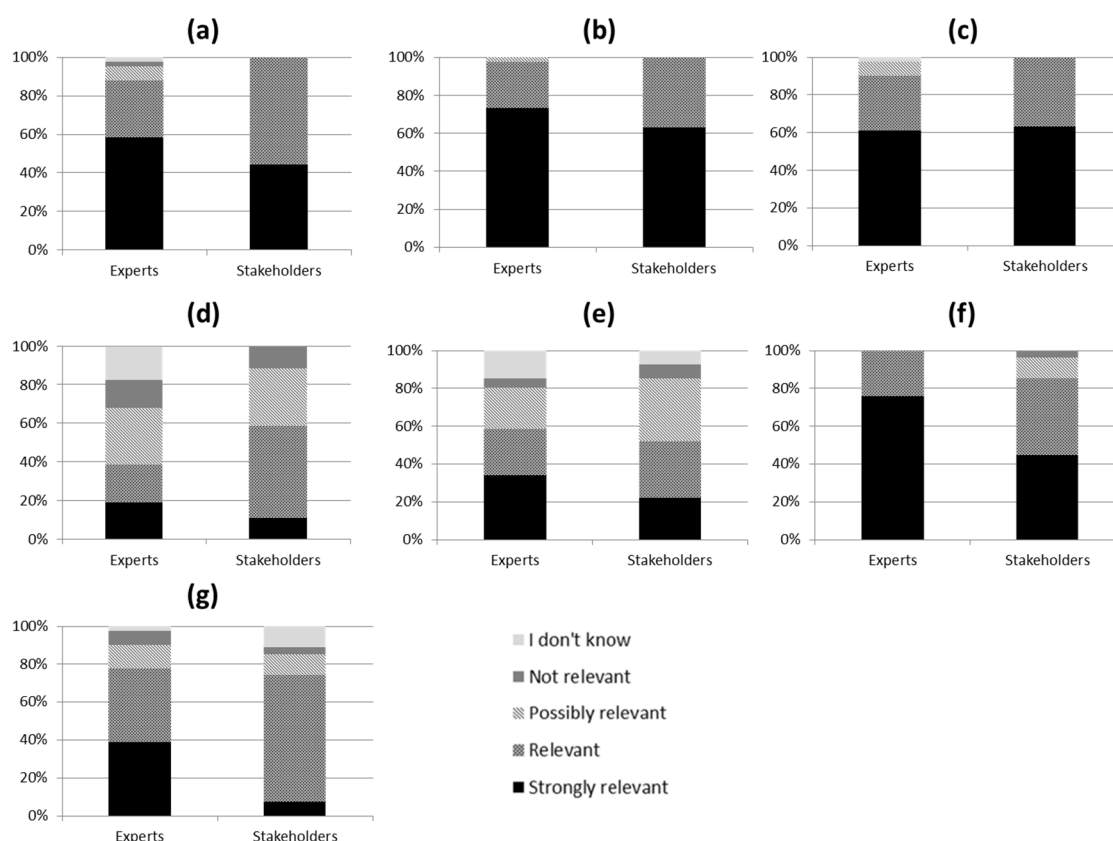 (a)
100%
80%
60%
40%
20%
0%
Experts
Stakeholders
(b)
100%
80%
60%
40%
20%
0%
Experts
Stakeholders
(c)
100%
80%
60%
40%
20%
0%
Experts
Stakeholders
(d)
100%
80%
60%
40%
20%
0%
Experts
Stakeholders
(e)
100%
80%
60%
40%
20%
0%
Experts
Stakeholders
(f)
100%
80%
60%
40%
20%
0%
Experts
Stakeholders
(g)
100%
80%
60%
40%
20%
0%
Experts
Stakeholders
I don't know
Not relevant
Possibly relevant
Relevant
Strongly relevant